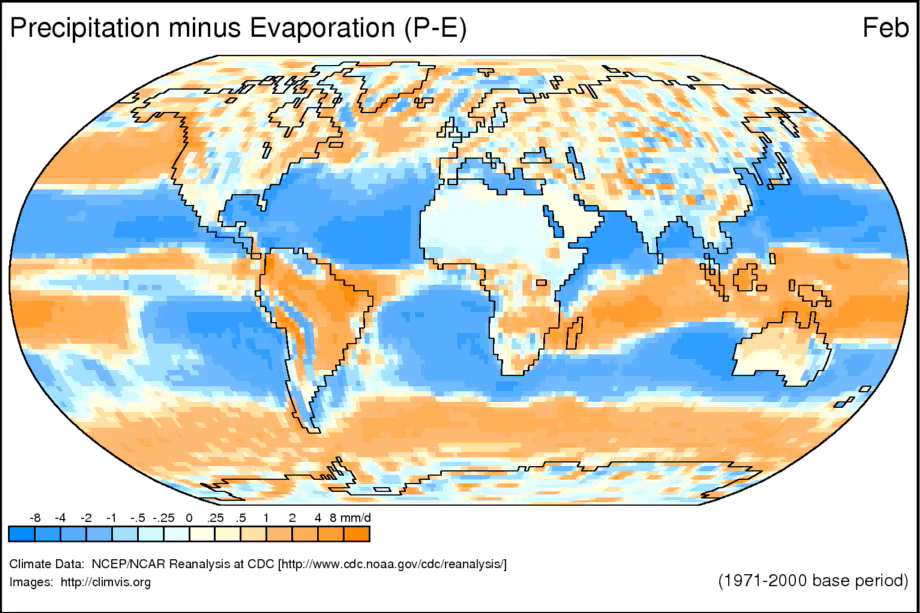 Precipitation minus Evaporation (P-E)
Feb
-8 -4 -2 -1 -.5 -.25 0 .25 .5 1 2 4 8 mm/d
Climate Data: NCEP/NCAR Reanalysis at CDC [http://www.cdc.noaa.gov/cdc/reanalysis/]
Images: http://climvis.org
(1971-2000 base period)